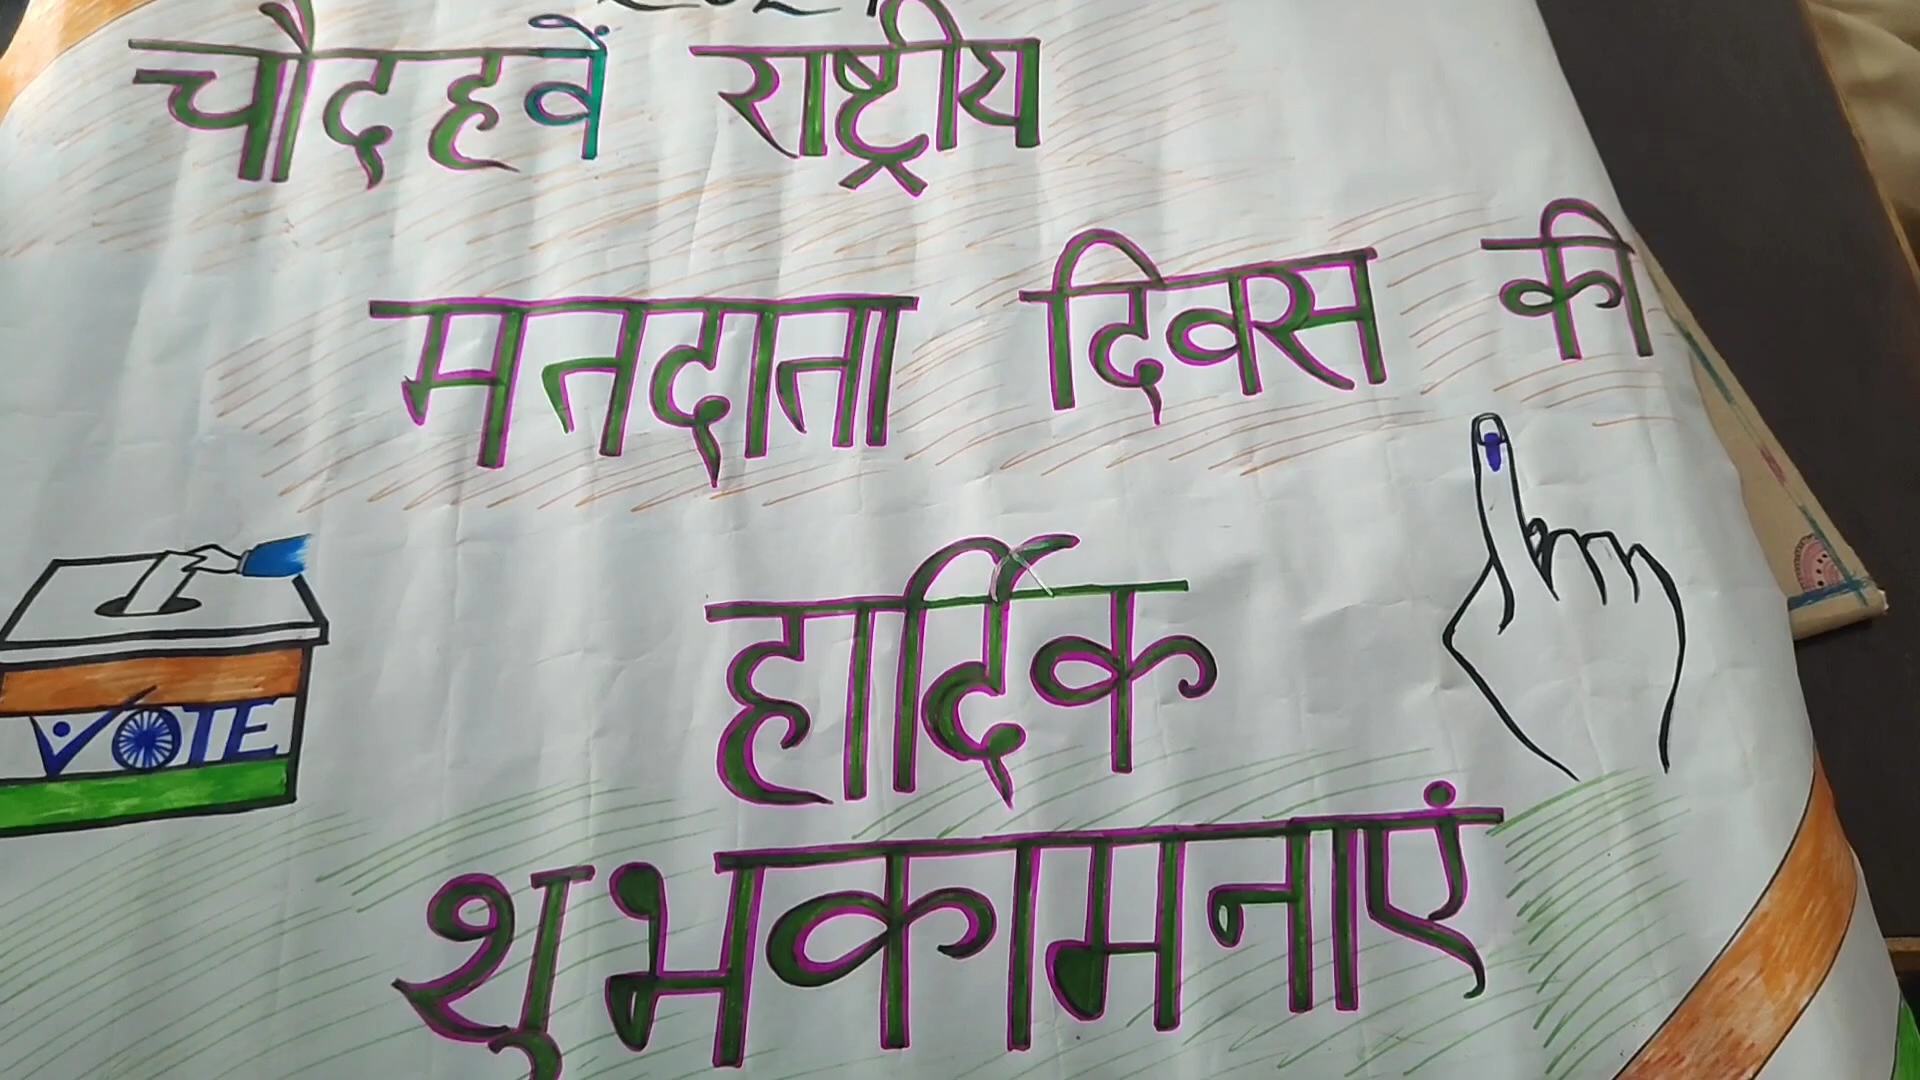 चौदहवें राष्ट्रीय
मतदाता दिवस की
हार्दिक
VOTE
शुभकामनाएं